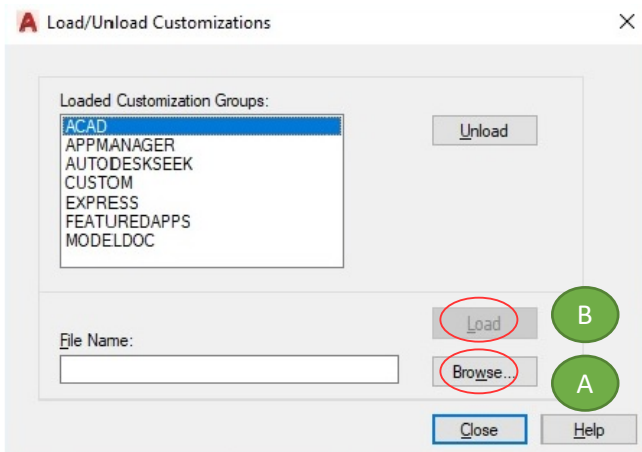 A Load/Unload Customizations
Loaded Customization Groups:
ACAD
APPMANAGER
AUTODESKSEEK
CUSTOM
EXPRESS
FEATUREDAPPS
MODELDOC
Unload
Load
B
File Name:
Browse...
A
Close
Help